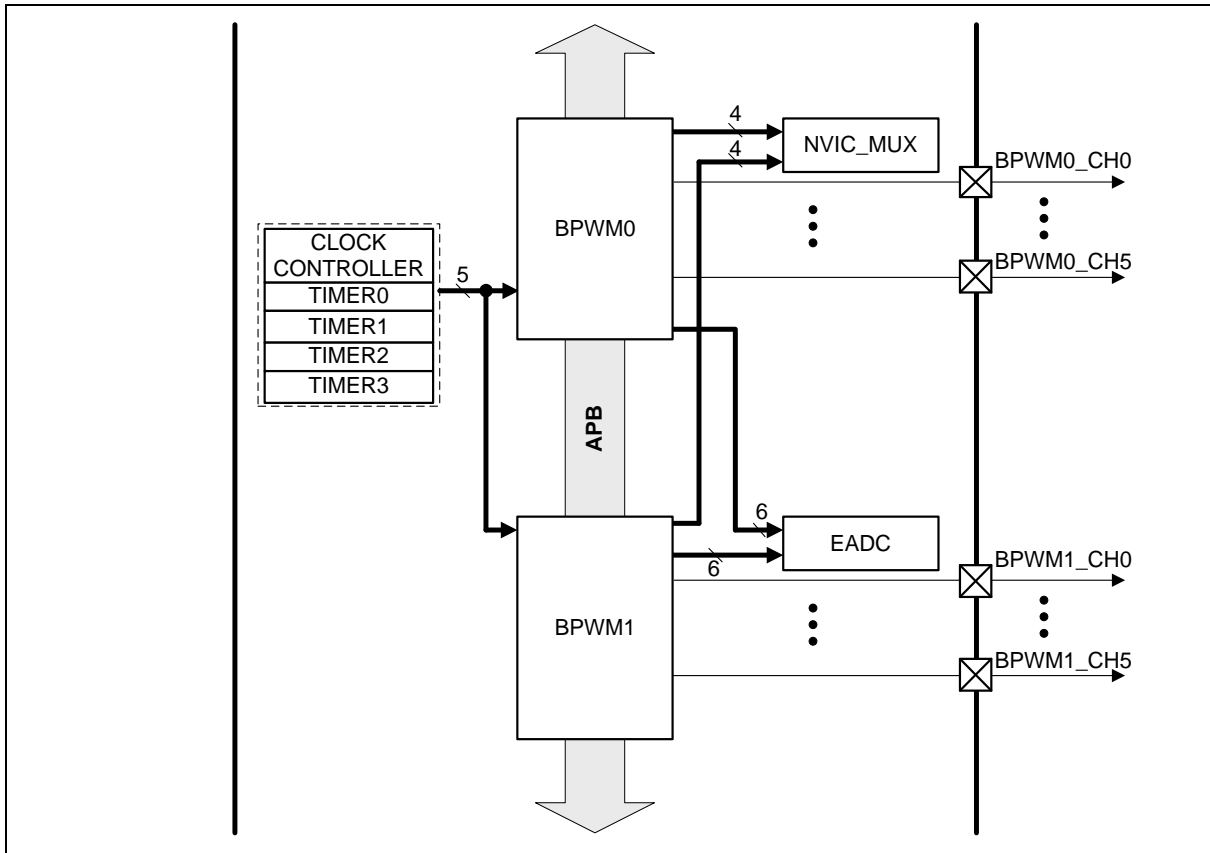 4
NVIC_MUX
4
BPWM0_CH0
BPWM0
CLOCK
CONTROLLER
5
BPWM0_CH5
TIMER0
TIMER1
TIMER2
TIMER3
APB
6
EADC
6
BPWM1_CH0
BPWM1
BPWM1_CH5